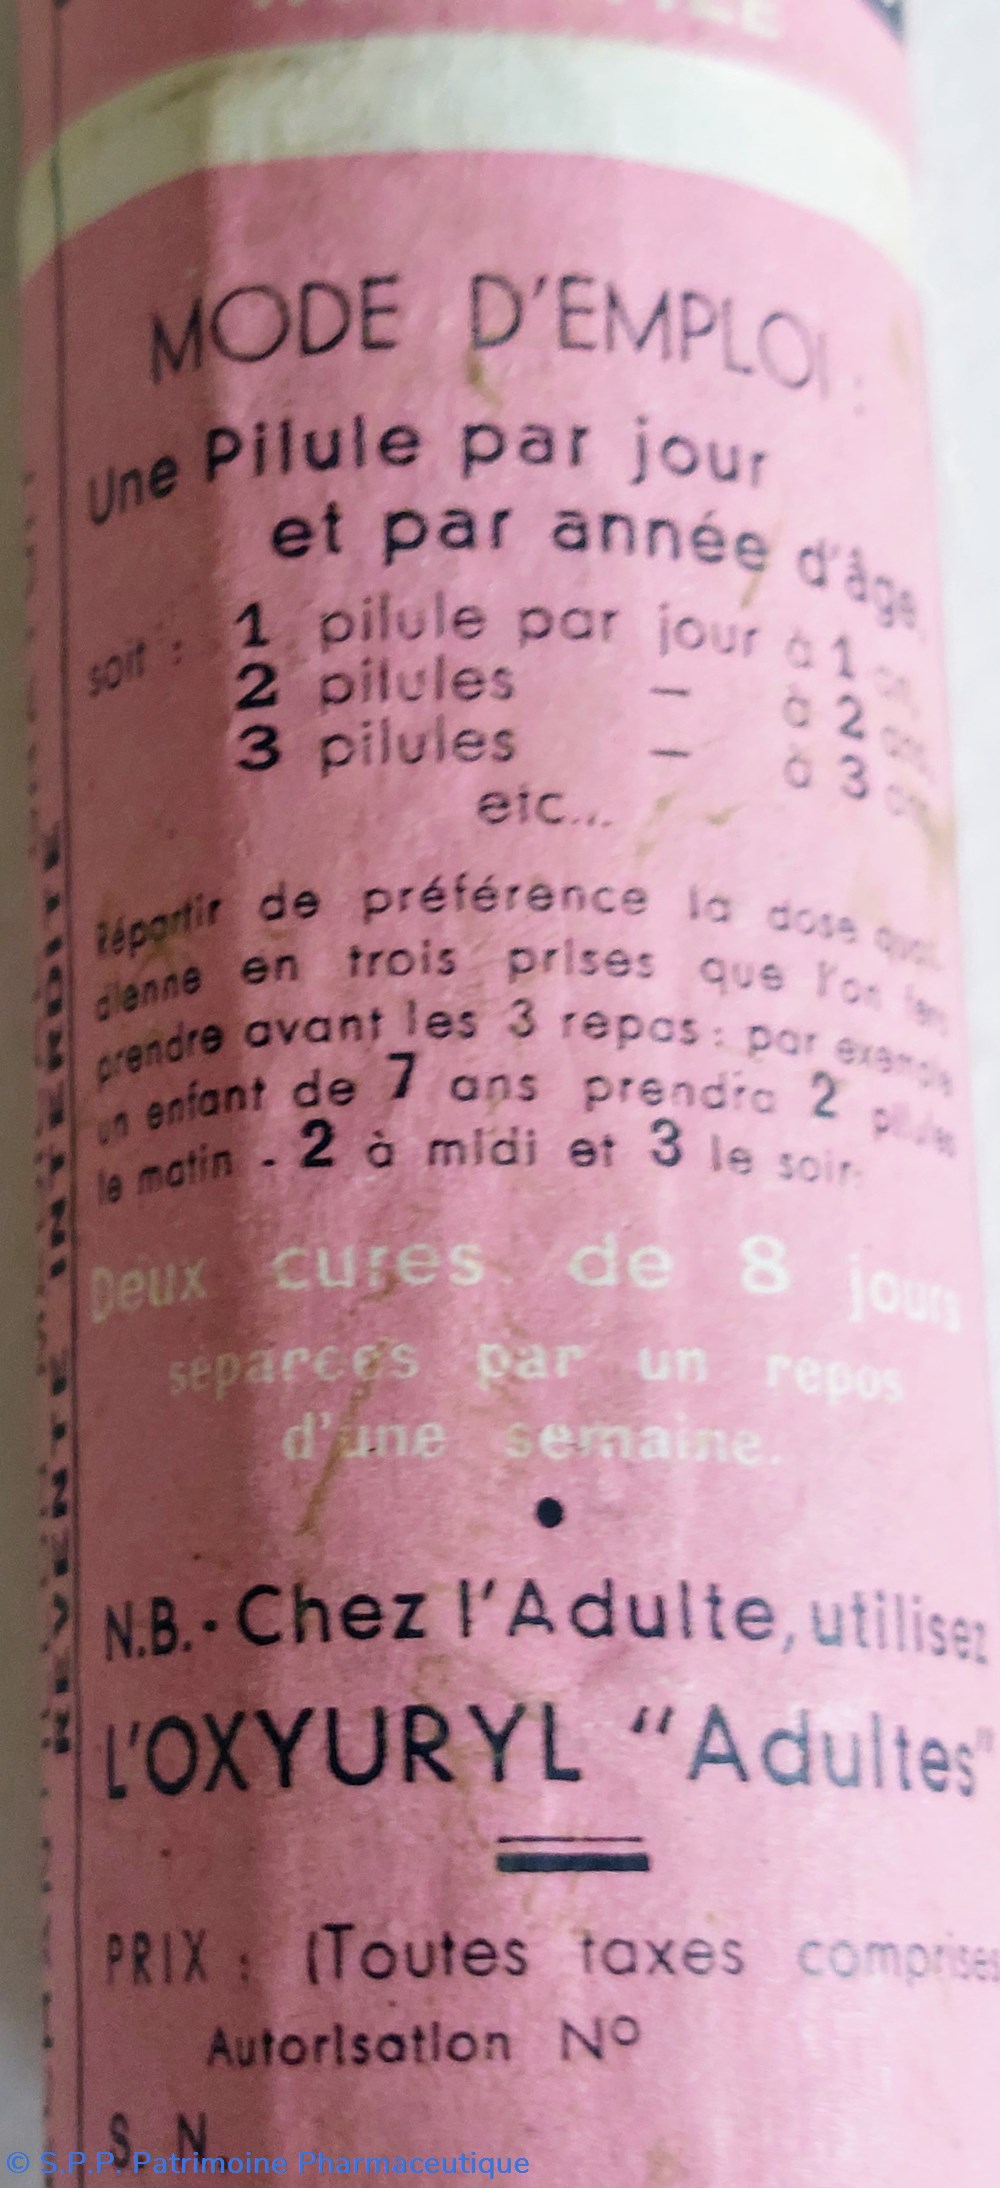 MODE D'EMPLOI :
Une Pilule par jour
et par année d'âge,
soit : 1 pilule par jour à 1 an,
2 pilules — à 2 ans,
3 pilules — à 3 ans
etc...
Répartir de préférence la dose quoti-
dienne en trois prises que l'on fera
prendre avant les 3 repas : par exemple
un enfant de 7 ans prendra 2 pilules
le matin - 2 à midi et 3 le soir.
Deux cures de 8 jours
séparées par un repos
d'une semaine.
•
N.B. - Chez l'Adulte, utilisez
L'OXYURYL "Adultes"
PRIX : (Toutes taxes comprises
Autorisation Nº
S. N.
© S.P.P. Patrimoine Pharmaceutique